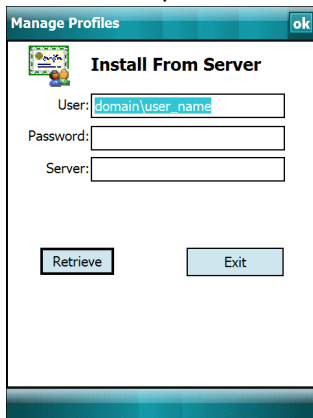 Manage Profiles ok
Install From Server
User: domain\user_name
Password:
Server:
Retrieve Exit